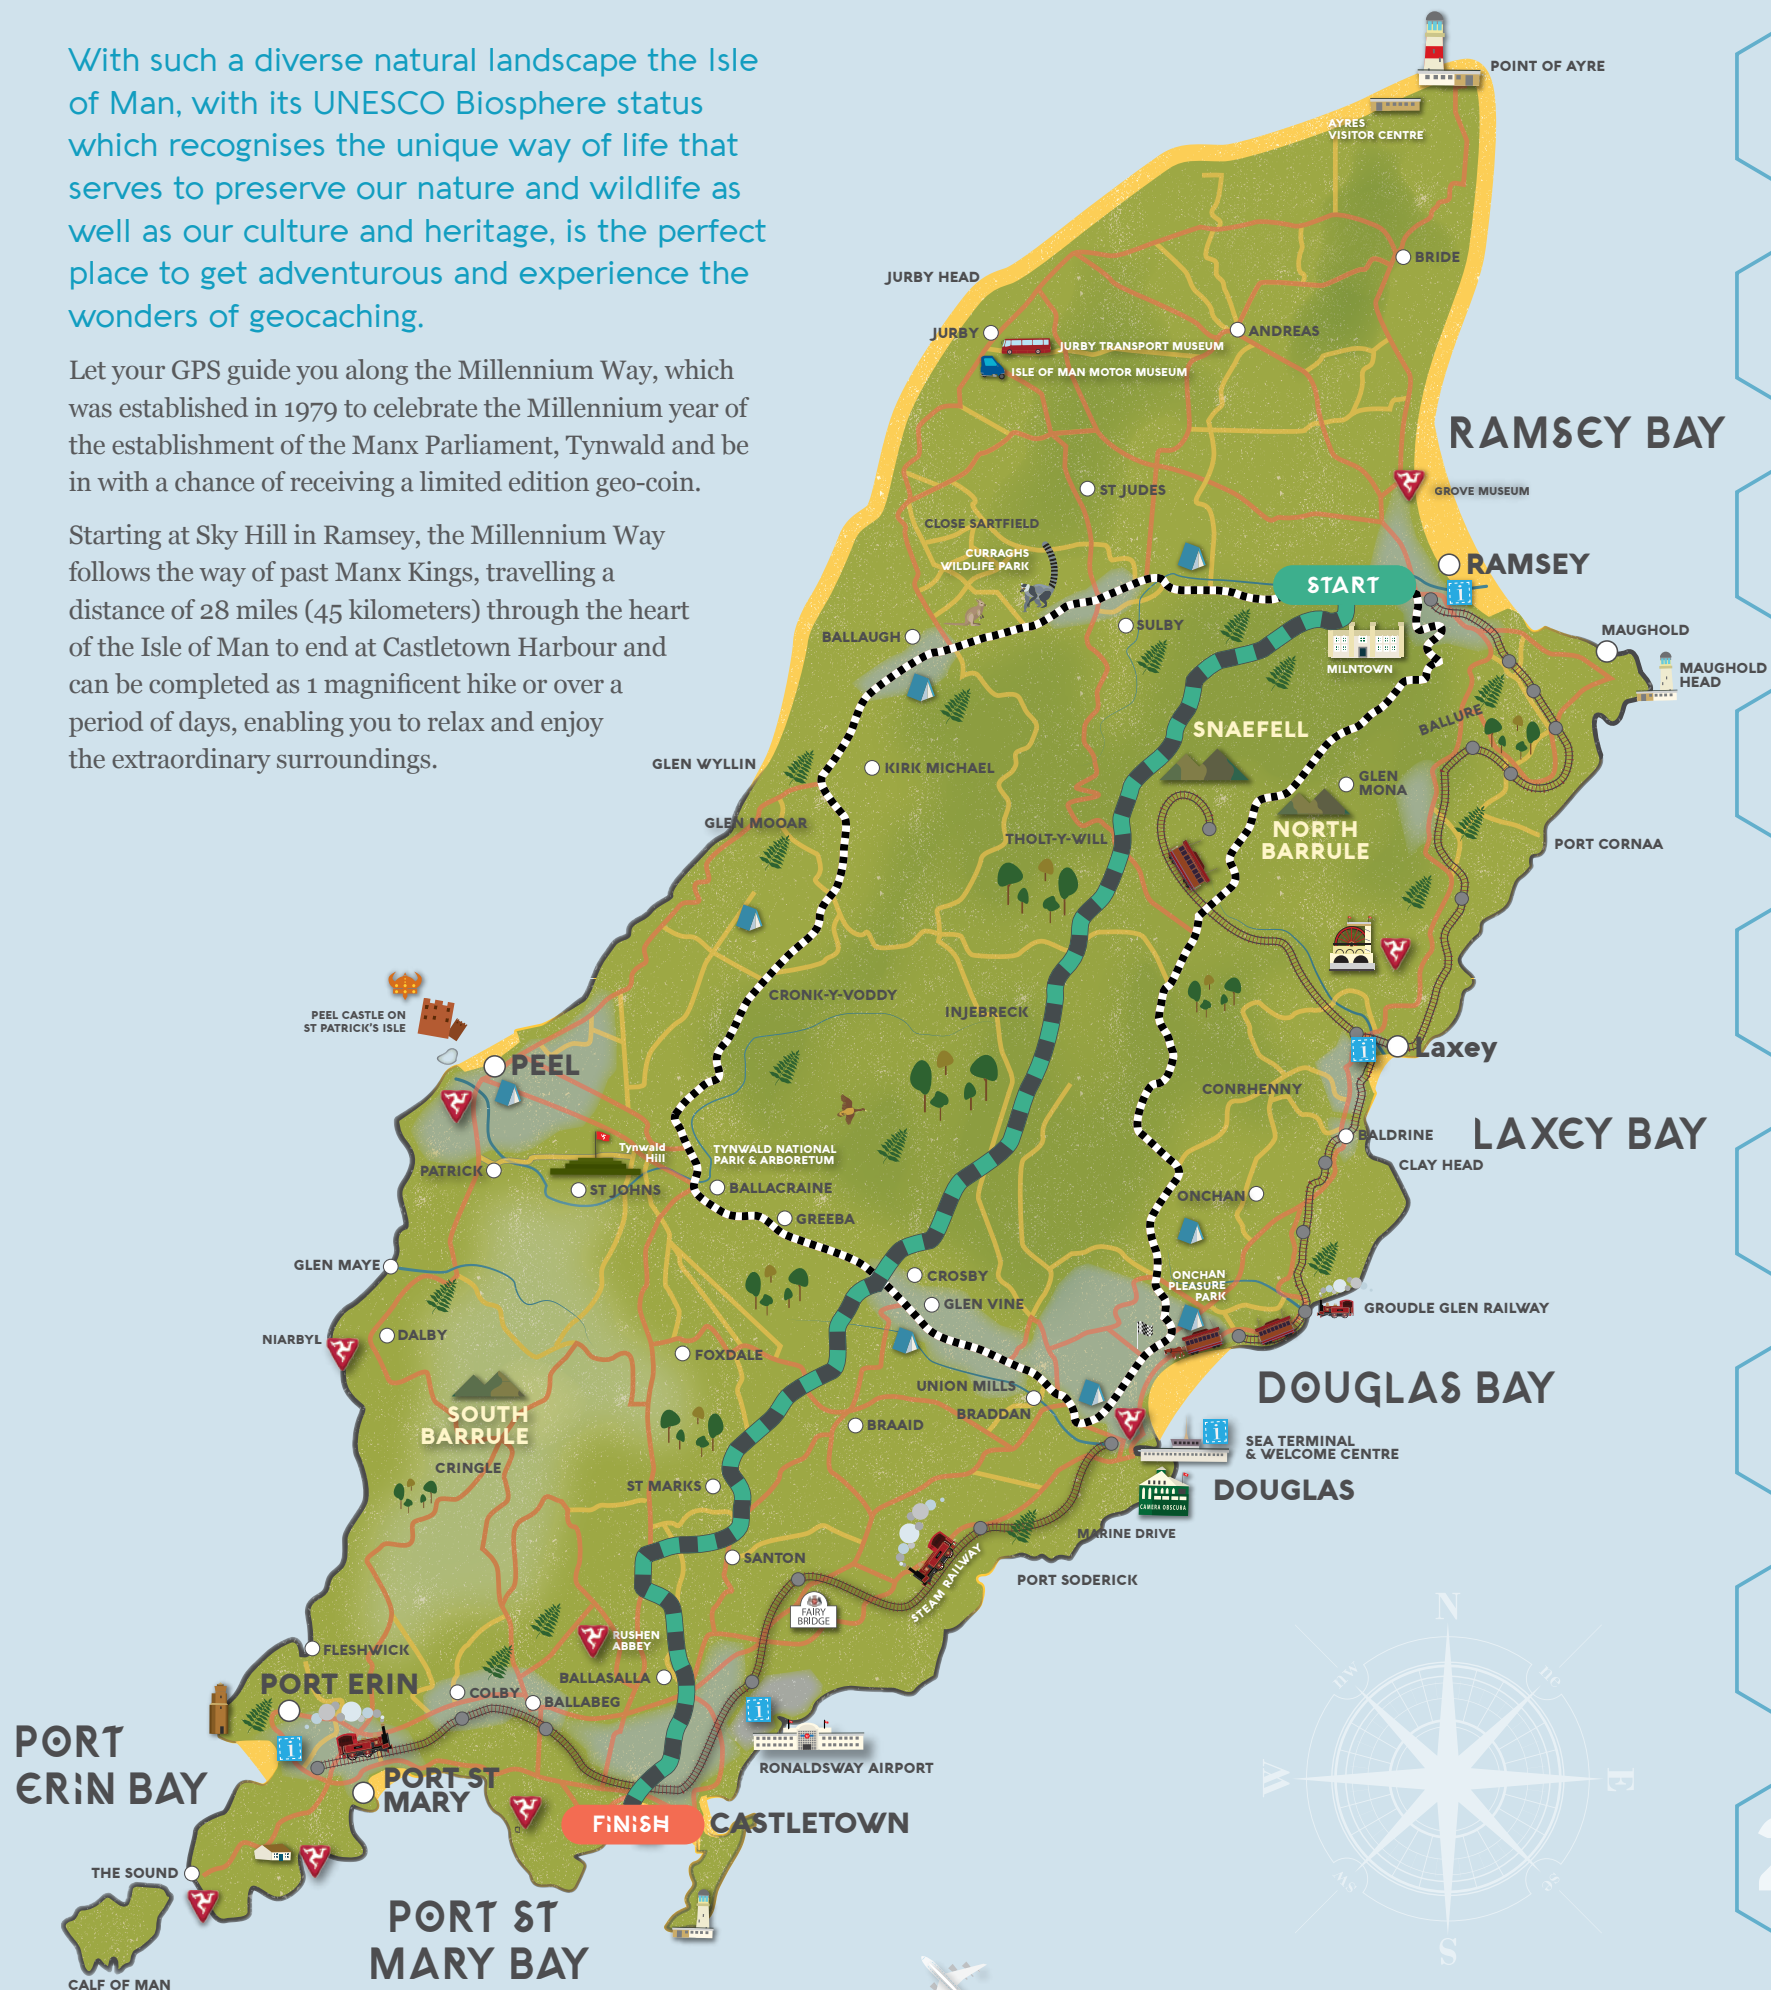 With such a diverse natural landscape the Isle
of Man, with its UNESCO Biosphere status
which recognises the unique way of life that
serves to preserve our nature and wildlife as
well as our culture and heritage, is the perfect
place to get adventurous and experience the
wonders of geocaching.
Let your GPS guide you along the Millennium Way, which
was established in 1979 to celebrate the Millennium year of
the establishment of the Manx Parliament, Tynwald and be
in with a chance of receiving a limited edition geo-coin.
Starting at Sky Hill in Ramsey, the Millennium Way
follows the way of past Manx Kings, travelling a
distance of 28 miles (45 kilometers) through the heart
of the Isle of Man to end at Castletown Harbour and
can be completed as 1 magnificent hike or over a
period of days, enabling you to relax and enjoy
the extraordinary surroundings.
POINT OF AYRE
AYRES
VISITOR CENTRE
BRIDE
JURBY HEAD
JURBY
ANDREAS
JURBY TRANSPORT MUSEUM
ISLE OF MAN MOTOR MUSEUM
RAMSEY BAY
ST JUDES
GROVE MUSEUM
CLOSE SARTFIELD
CURRAGHS
WILDLIFE PARK
RAMSEY
START
i
BALLAUGH
SULBY
MILNTOWN
MAUGHOLD
MAUGHOLD
HEAD
BALLURE
SNAEFELL
GLEN WYLLIN
KIRK MICHAEL
GLEN
MONA
GLEN MOOAR
THOLT-Y-WILL
NORTH
BARRULE
PORT CORNAA
CRONK-Y-VODDY
INJEBRECK
PEEL CASTLE ON
ST PATRICK'S ISLE
PEEL
i
Laxey
CONRHENNY
LAXEY BAY
BALDRINE
CLAY HEAD
Tynwald
Hill
TYNWALD NATIONAL
PARK & ARBORETUM
PATRICK
ST JOHNS
BALLACRAINE
ONCHAN
GREEBA
GLEN MAYE
CROSBY
ONCHAN
PLEASURE
PARK
GLEN VINE
GROUDLE GLEN RAILWAY
NIARBYL
DALBY
FOXDALE
UNION MILLS
BRADDAN
DOUGLAS BAY
SOUTH
BARRULE
BRAAID
i
SEA TERMINAL
& WELCOME CENTRE
CRINGLE
ST MARKS
DOUGLAS
CAMERA OBSCURA
MARINE DRIVE
SANTON
STEAM RAILWAY
PORT SODERICK
FAIRY
BRIDGE
RUSHEN
ABBEY
FLESHWICK
BALLASALLA
PORT ERIN
COLBY
BALLABEG
i
PORT
ERIN BAY
i
RONALDSWAY AIRPORT
PORT ST
MARY
FINISH
CASTLETOWN
THE SOUND
PORT ST
MARY BAY
CALF OF MAN
N
nw
ne
W
E
sw
se
S